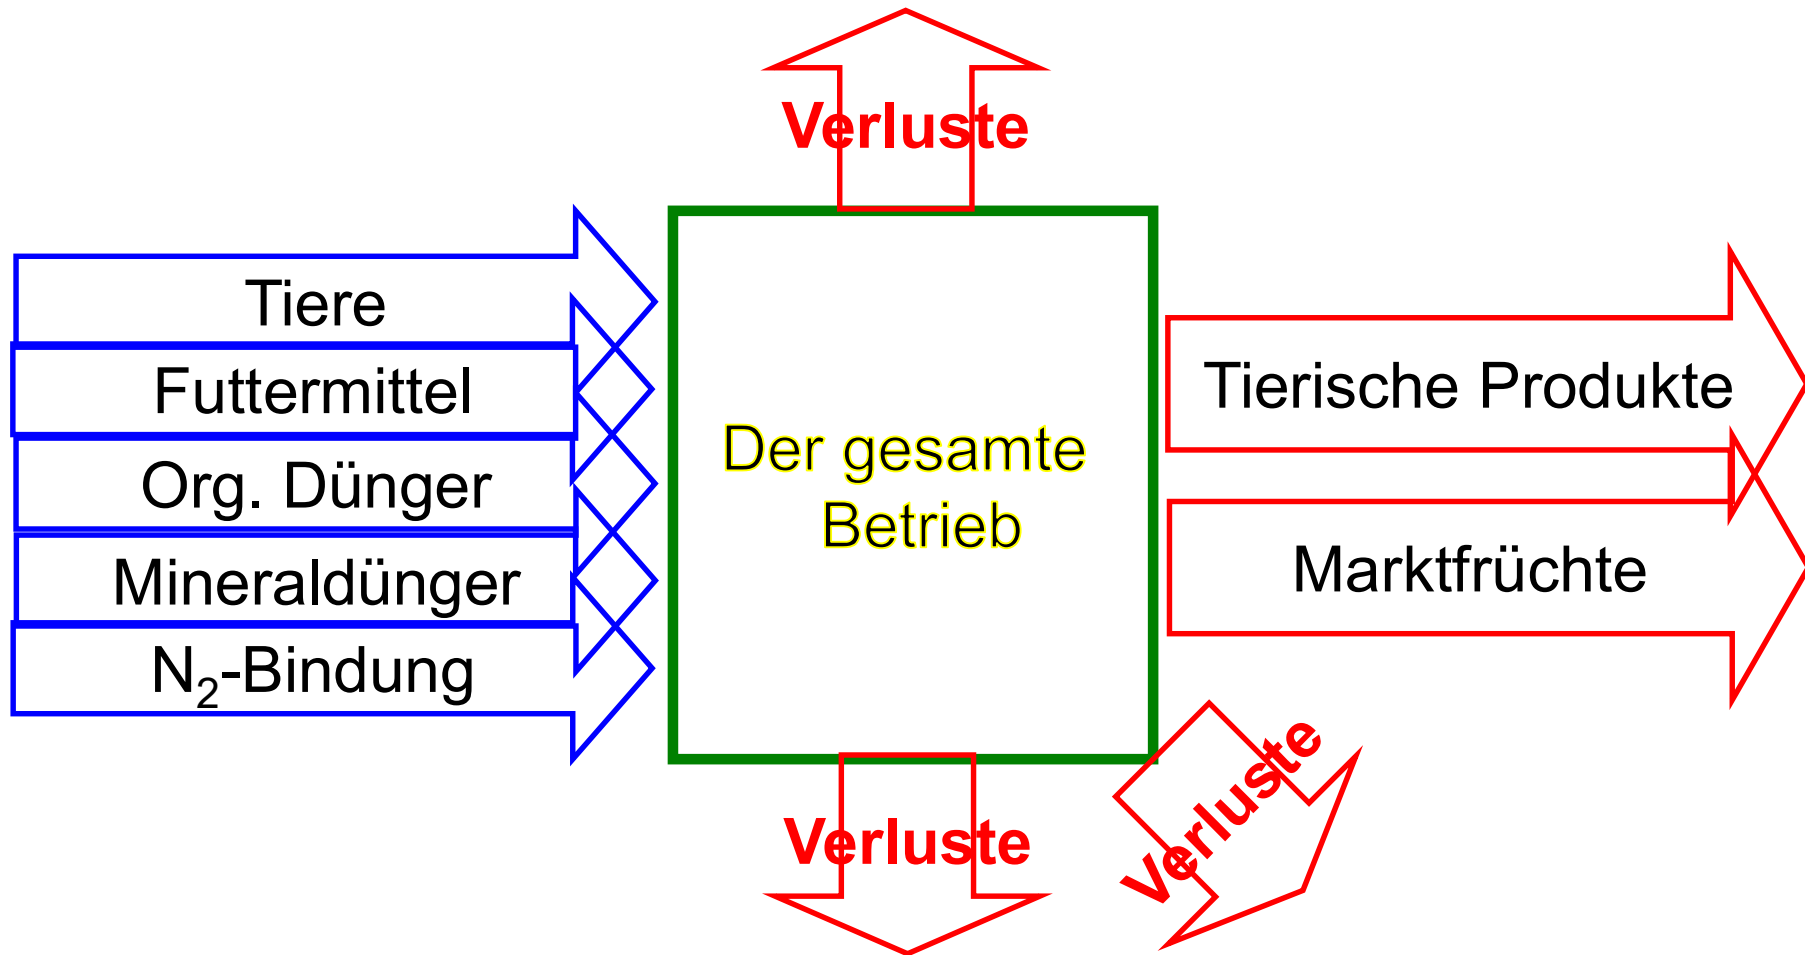 Verluste
Tiere
Futtermittel
Org. Dünger
Mineraldünger
N₂-Bindung
Der gesamte
Betrieb
Tierische Produkte
Marktfrüchte
Verluste
Verluste